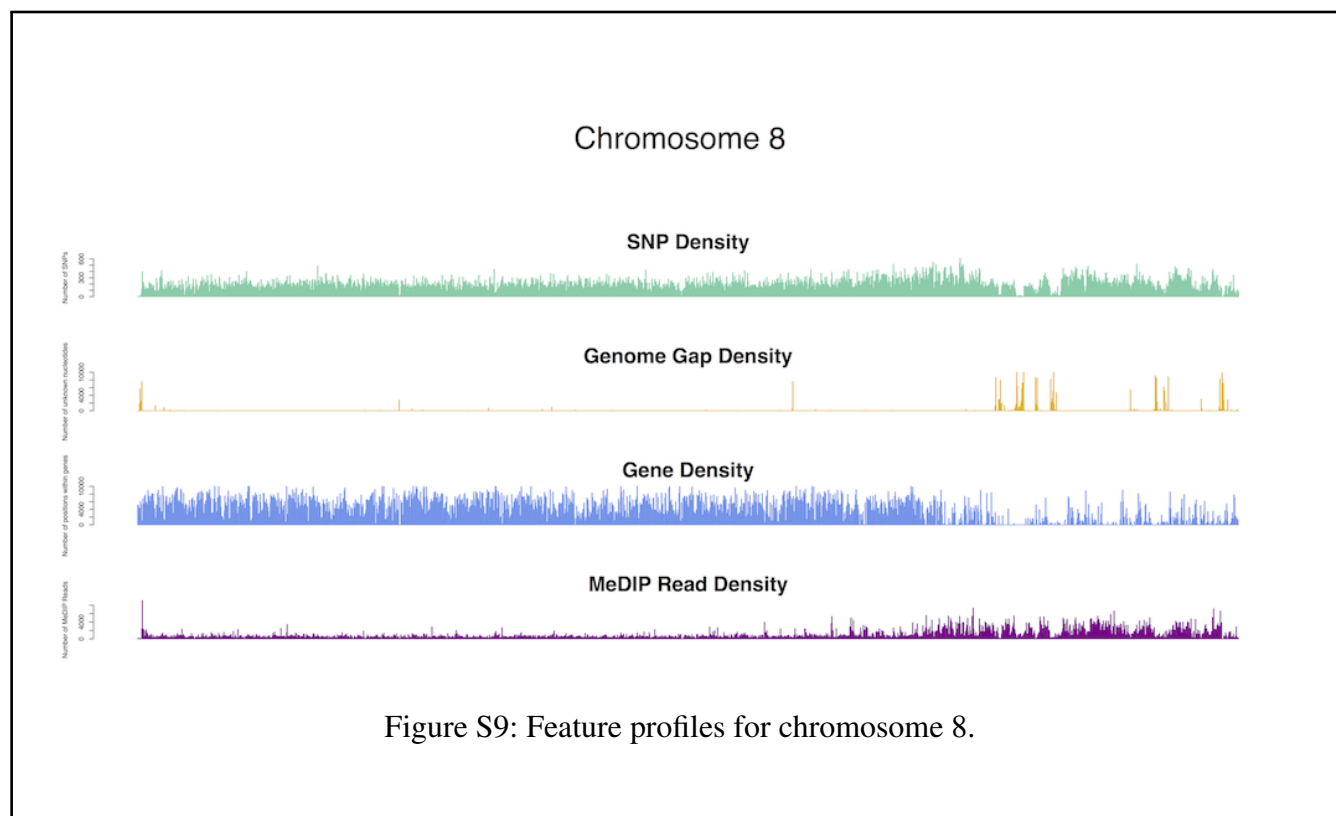 Chromosome 8
SNP Density
Number of SNPs
0 300 600
Genome Gap Density
Number of unknown nucleotides
0 4000 10000
Gene Density
Number of positions within genes
0 4000 10000
MeDIP Read Density
Number of MeDIP Reads
0 4000
Figure S9: Feature profiles for chromosome 8.